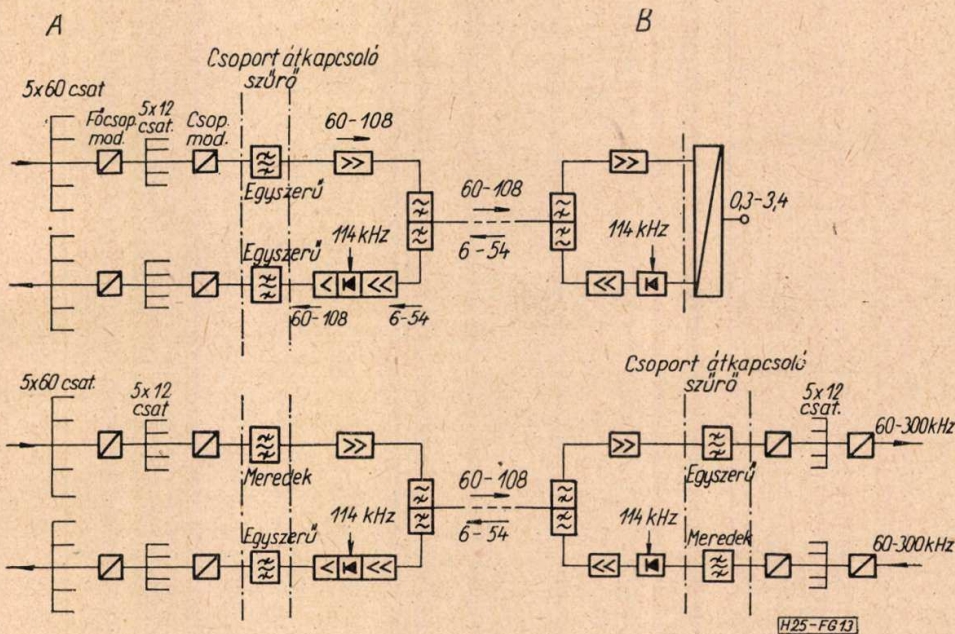 A
B
Csoport átkapcsoló
szűrő
5x60 csat
Főcsop.
mod.
5x12
csat.
Csop.
mod.
60-108
Egyszerű
60-108
6-54
0,3-3,4
Egyszerű
114 kHz
60-108
6-54
114 kHz
Csoport átkapcsoló
szűrő
5x60 csat.
5x12
csat
5x12
csat.
60-300kHz
Meredek
60-108
6-54
Egyszerű
Egyszerű
114 kHz
114 kHz
Meredek
60-300kHz
H25-FG13